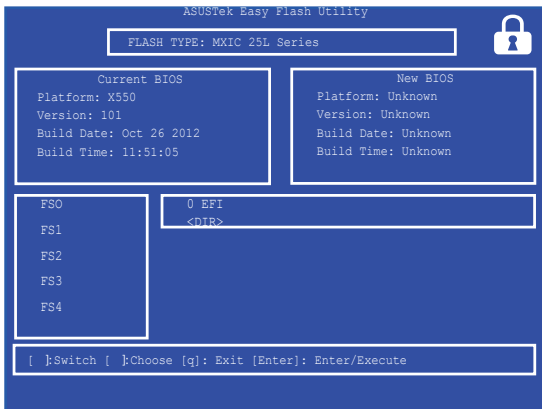 ASUSTek Easy Flash Utility
FLASH TYPE: MXIC 25L Series
Current BIOS
Platform: X550
Version: 101
Build Date: Oct 26 2012
Build Time: 11:51:05
New BIOS
Platform: Unknown
Version: Unknown
Build Date: Unknown
Build Time: Unknown
FSO
FS1
FS2
FS3
FS4
0 EFI
<DIR>
[ ]:Switch [ ]:Choose [q]: Exit [Enter]: Enter/Execute